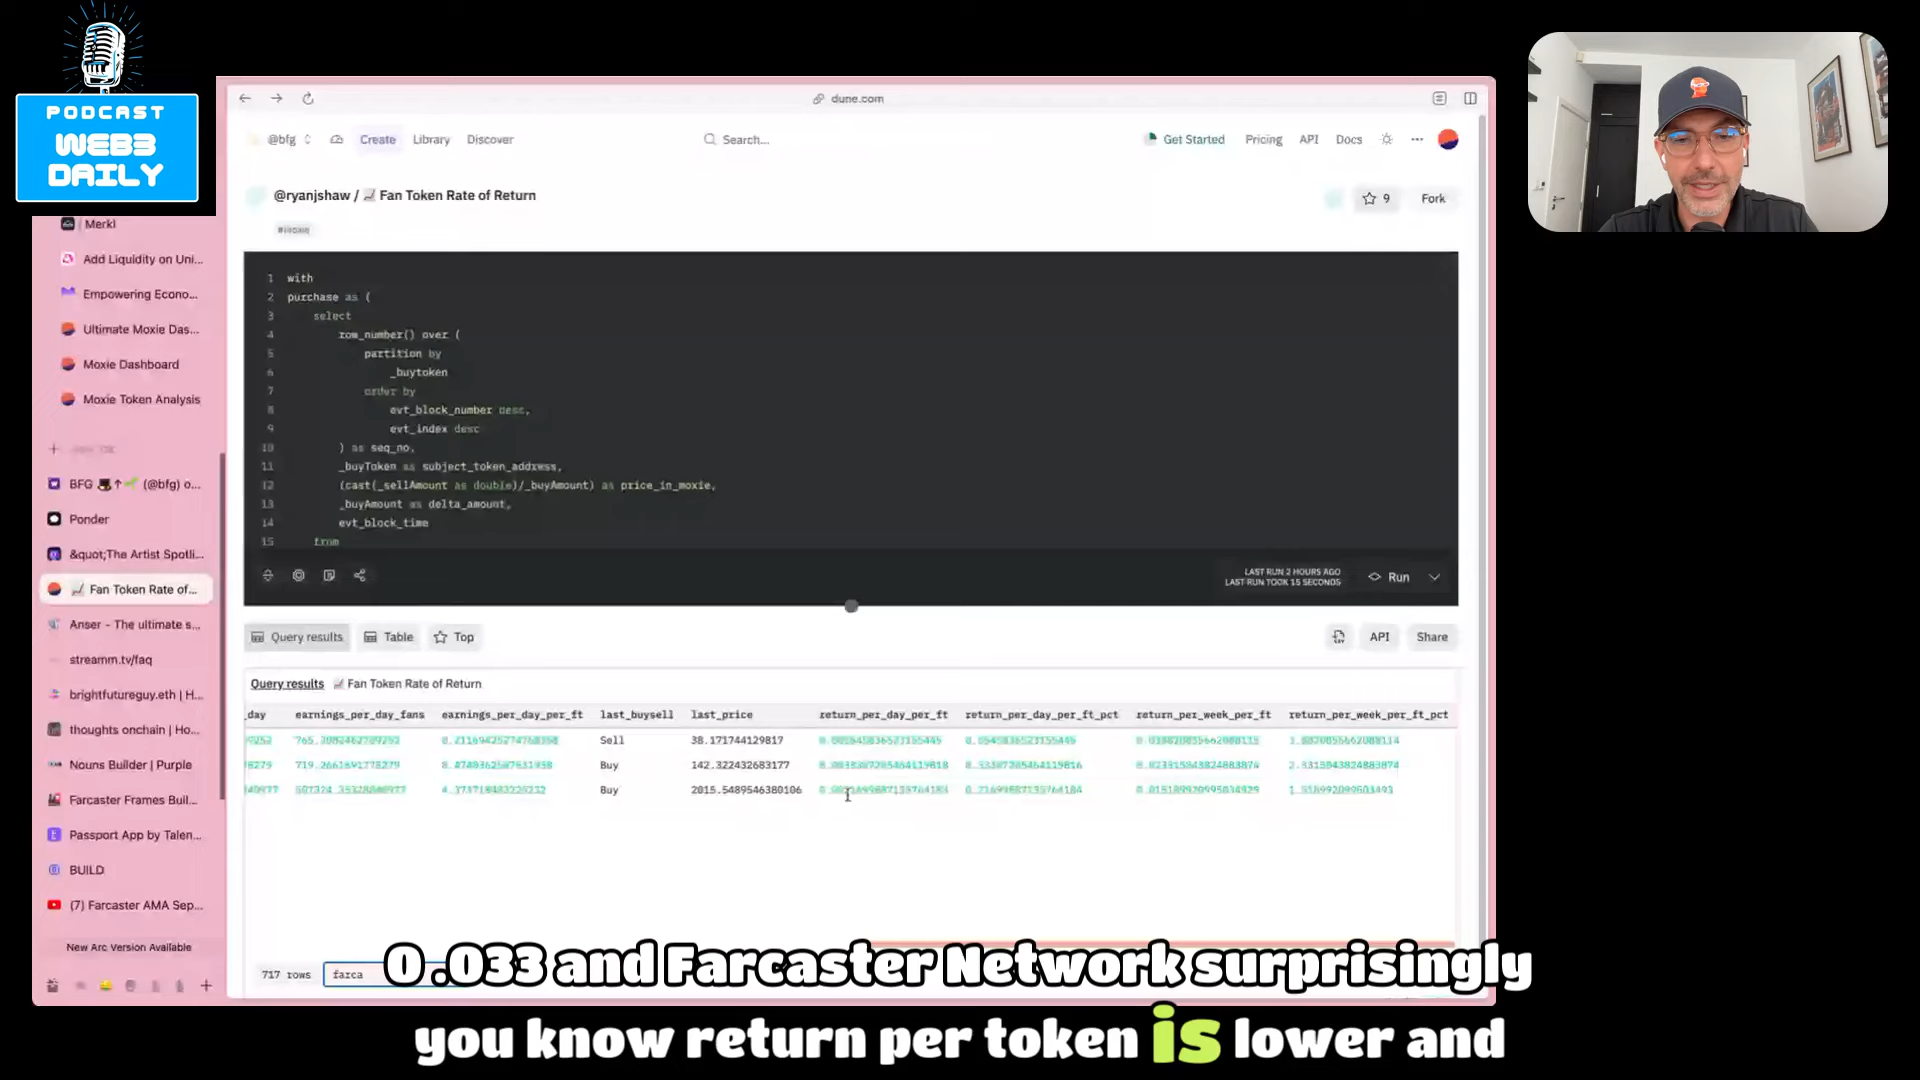 PODCAST
WEB3
DAILY
dune.com
@bfg
Create
Library
Discover
Search...
Get Started
Pricing
API
Docs
@ryanjshaw / Fan Token Rate of Return
9
Fork
Merkl
Add Liquidity on Uni...
Empowering Econo...
Ultimate Moxie Das...
Moxie Dashboard
Moxie Token Analysis
BFG (@bfg) o...
Ponder
&quot;The Artist Spotli...
Fan Token Rate of...
Anser - The ultimate s...
streamm.tv/faq
brightfutureguy.eth | H...
thoughts onchain | Ho...
Nouns Builder | Purple
Farcaster Frames Buil...
Passport App by Talen...
BUILD
(7) Farcaster AMA Sep...
New Arc Version Available
1 with
2 purchase as (
3 select
4 row_number() over (
5 partition by
6 _buytoken
7 order by
8 evt_block_number desc,
9 evt_index desc
10 ) as seq_no,
11 _buyToken as subject_token_address,
12 (cast(_sellAmount as double)/_buyAmount) as price_in_moxie,
13 _buyAmount as delta_amount,
14 evt_block_time
15 from
LAST RUN 2 HOURS AGO
LAST RUN TOOK 15 SECONDS
Run
Query results
Table
Top
API
Share
Query results Fan Token Rate of Return
_day earnings_per_day_fans earnings_per_day_per_ft last_buysell last_price return_per_day_per_ft return_per_day_per_ft_pct return_per_week_per_ft return_per_week_per_ft_pct
Sell 38.171744129817
Buy 142.322432683177
Buy 2015.5489546380106
717 rows
farca
0.033 and Farcaster Network surprisingly
you know return per token is lower and